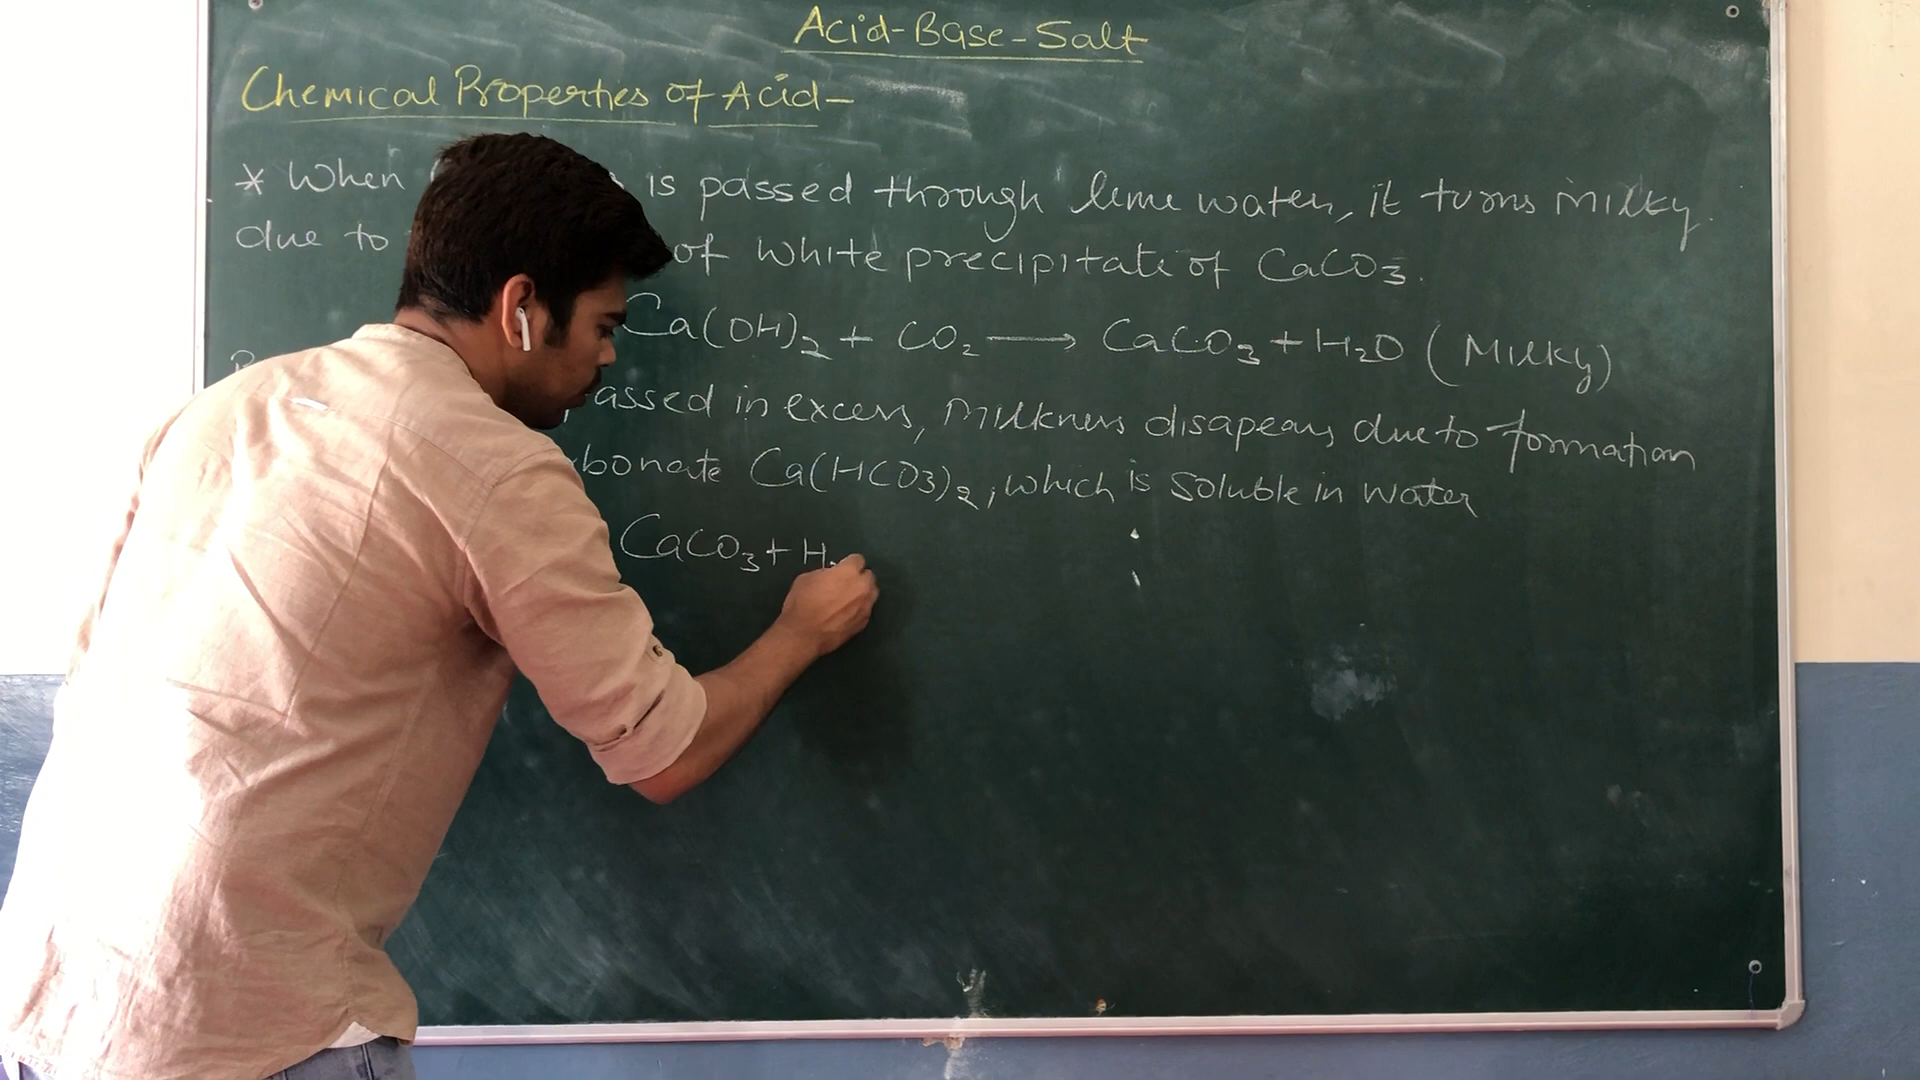 Acid-Base-Salt
Chemical Properties of Acid-
* When is passed through lime water, it turns milky.
due to of white precipitate of CaCO3.
Ca(OH)2 + CO2 ⟶ CaCO3 + H2O (Milky)
passed in excess, milkness disapears due to formation
bonate Ca(HCO3)2, which is soluble in water
CaCO3 + H